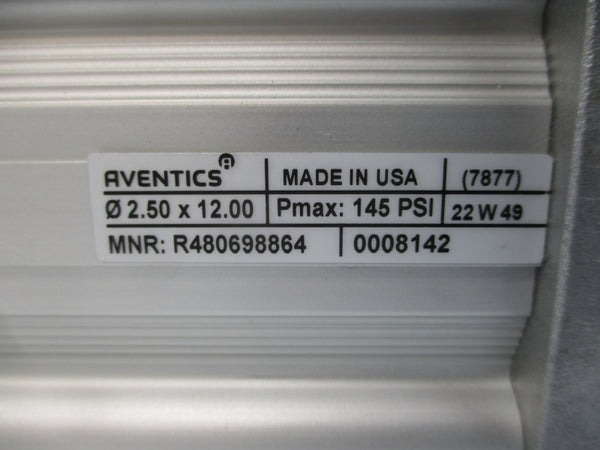 AVENTICS MADE IN USA (7877)
Ø 2.50 x 12.00 Pmax: 145 PSI 22 W 49
MNR: R480698864 0008142